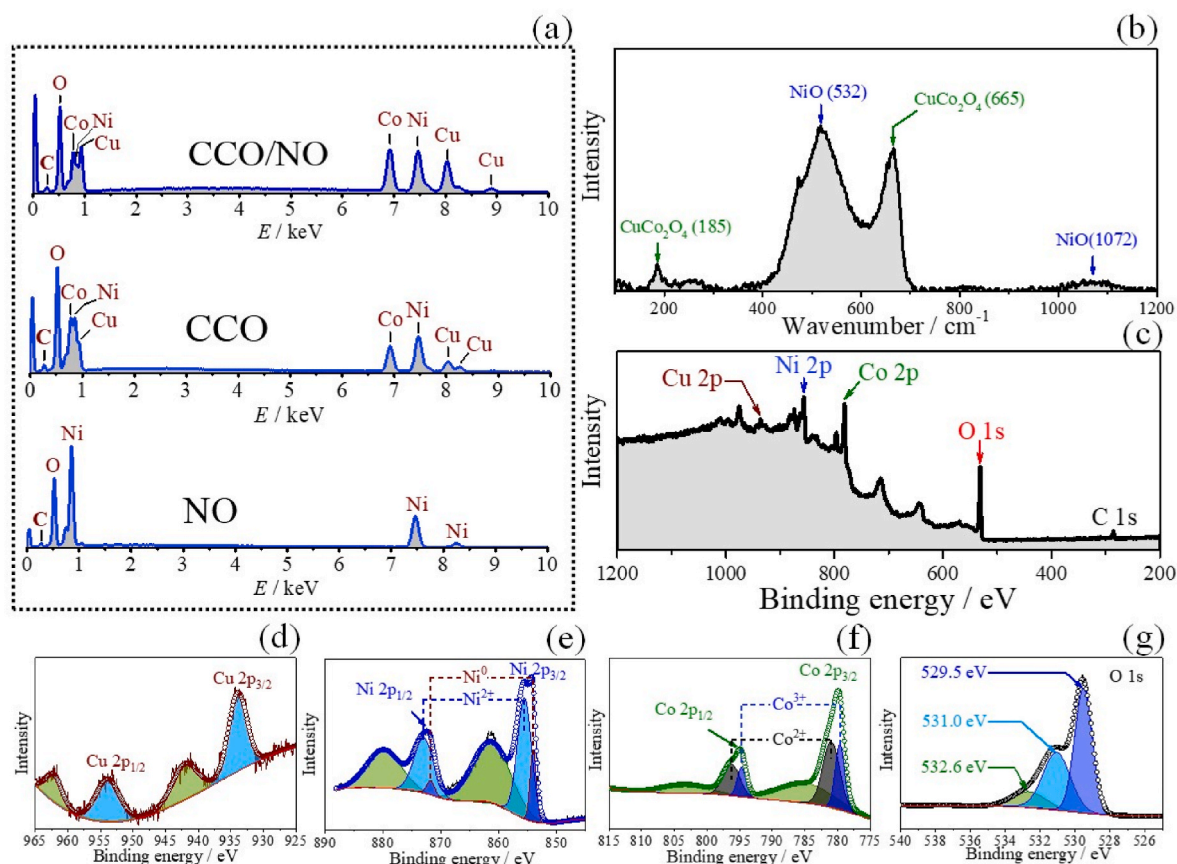 (a)
O
Co
Ni
Cu
C
CCO/NO
Co
Ni
Cu
Cu
0 1 2 3 4 5 6 7 8 9 10
E / keV
O
Co
Ni
Cu
C
CCO
Co
Ni
Cu
Cu
0 1 2 3 4 5 6 7 8 9 10
E / keV
Ni
O
C
NO
Ni
Ni
0 1 2 3 4 5 6 7 8 9 10
E / keV
(b)
Intensity
NiO (532)
CuCo₂O₄ (665)
CuCo₂O₄ (185)
NiO(1072)
200 400 600 800 1000 1200
Wavenumber / cm⁻¹
(c)
Intensity
Cu 2p
Ni 2p
Co 2p
O 1s
C 1s
1200 1000 800 600 400 200
Binding energy / eV
(d)
Intensity
Cu 2p₃/₂
Cu 2p₁/₂
965 960 955 950 945 940 935 930 925
Binding energy / eV
(e)
Intensity
Ni⁰
Ni 2p₃/₂
Ni 2p₁/₂
Ni²⁺
890 880 870 860 850
Binding energy / eV
(f)
Intensity
Co 2p₃/₂
Co³⁺
Co 2p₁/₂
Co²⁺
815 810 805 800 795 790 785 780 775
Binding energy / eV
(g)
Intensity
529.5 eV
O 1s
531.0 eV
532.6 eV
540 538 536 534 532 530 528 526
Binding energy / eV